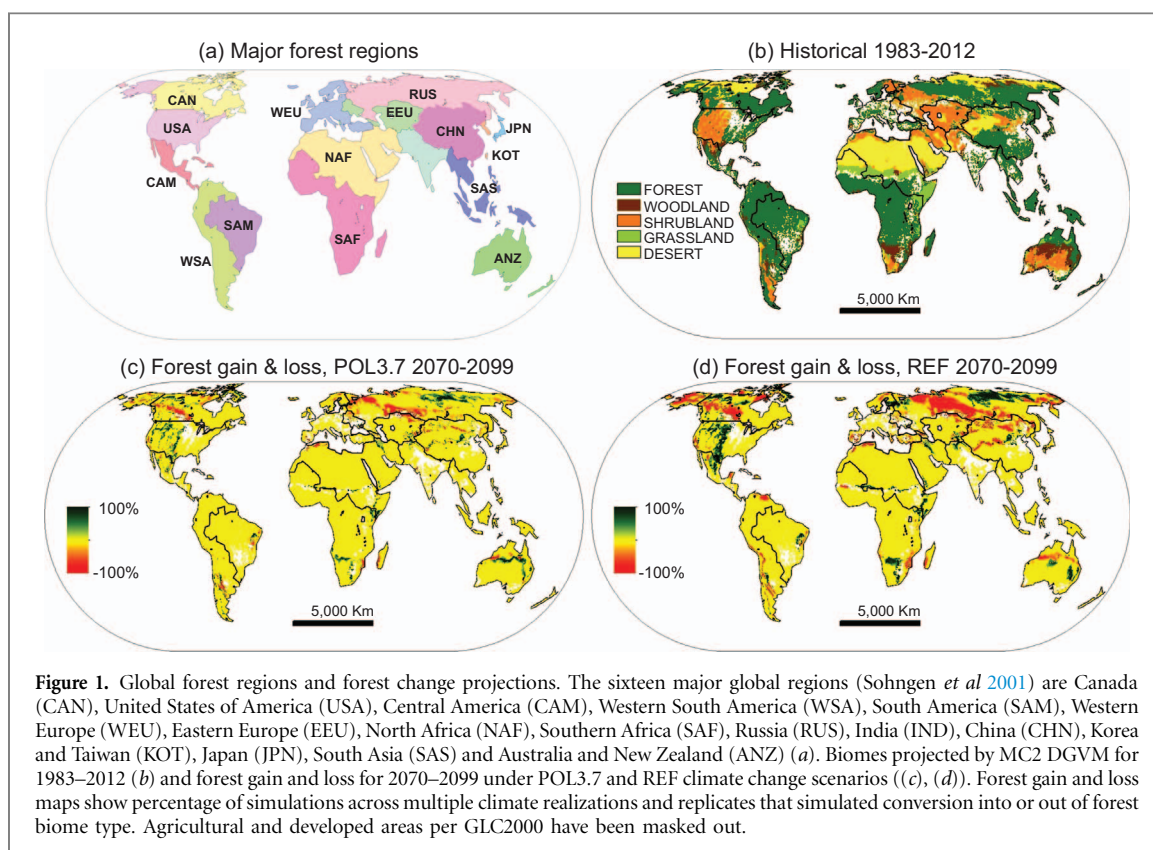 (a) Major forest regions
(b) Historical 1983-2012
CAN
USA
CAM
SAM
WSA
WEU
RUS
EEU
CHN
JPN
KOT
NAF
SAS
SAF
ANZ
FOREST
WOODLAND
SHRUBLAND
GRASSLAND
DESERT
5,000 Km
(c) Forest gain & loss, POL3.7 2070-2099
(d) Forest gain & loss, REF 2070-2099
100%
-100%
5,000 Km
100%
-100%
5,000 Km
Figure 1. Global forest regions and forest change projections. The sixteen major global regions (Sohngen et al 2001) are Canada
(CAN), United States of America (USA), Central America (CAM), Western South America (WSA), South America (SAM), Western
Europe (WEU), Eastern Europe (EEU), North Africa (NAF), Southern Africa (SAF), Russia (RUS), India (IND), China (CHN), Korea
and Taiwan (KOT), Japan (JPN), South Asia (SAS) and Australia and New Zealand (ANZ) (a). Biomes projected by MC2 DGVM for
1983–2012 (b) and forest gain and loss for 2070–2099 under POL3.7 and REF climate change scenarios ((c), (d)). Forest gain and loss
maps show percentage of simulations across multiple climate realizations and replicates that simulated conversion into or out of forest
biome type. Agricultural and developed areas per GLC2000 have been masked out.